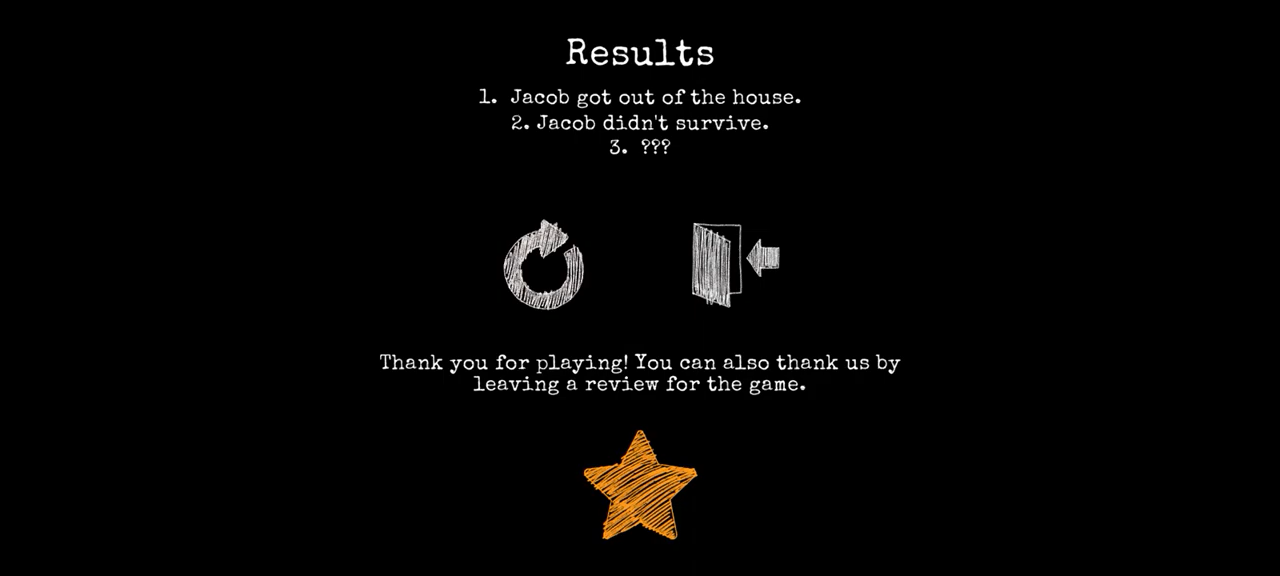 Results
1. Jacob got out of the house.
2. Jacob didn't survive.
3. ???
Thank you for playing! You can also thank us by
leaving a review for the game.